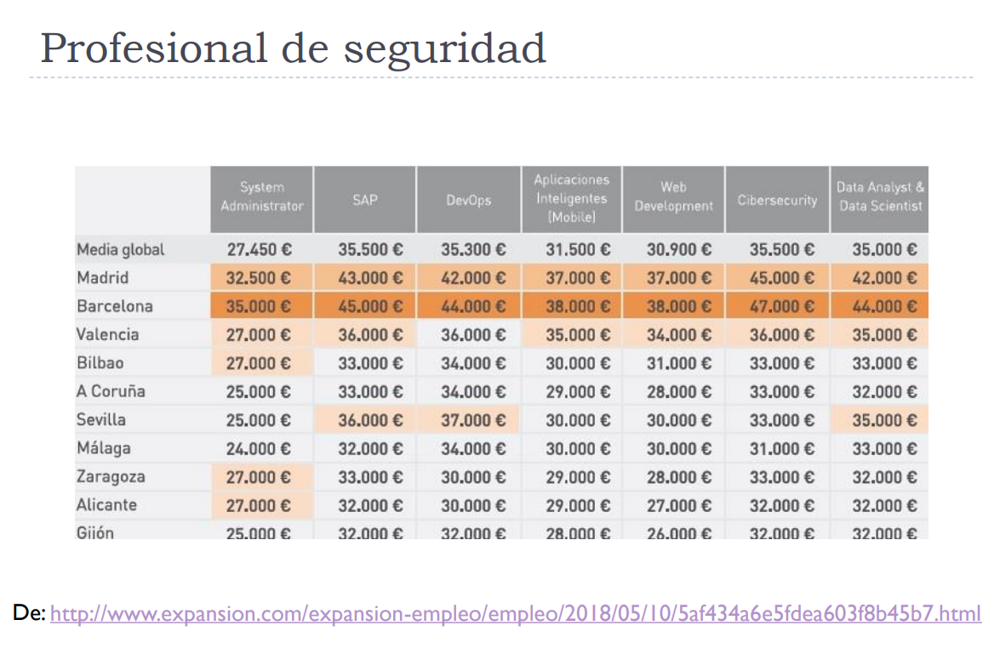 Profesional de seguridad
System Administrator SAP DevOps Aplicaciones Inteligentes (Mobile) Web Development Cibersecurity Data Analyst & Data Scientist
Media global 27.450 € 35.500 € 35.300 € 31.500 € 30.900 € 35.500 € 35.000 €
Madrid 32.500 € 43.000 € 42.000 € 37.000 € 37.000 € 45.000 € 42.000 €
Barcelona 35.000 € 45.000 € 44.000 € 38.000 € 38.000 € 47.000 € 44.000 €
Valencia 27.000 € 36.000 € 36.000 € 35.000 € 34.000 € 36.000 € 35.000 €
Bilbao 27.000 € 33.000 € 34.000 € 30.000 € 31.000 € 33.000 € 33.000 €
A Coruña 25.000 € 33.000 € 34.000 € 29.000 € 28.000 € 33.000 € 32.000 €
Sevilla 25.000 € 36.000 € 37.000 € 30.000 € 30.000 € 33.000 € 35.000 €
Málaga 24.000 € 32.000 € 34.000 € 30.000 € 30.000 € 31.000 € 33.000 €
Zaragoza 27.000 € 33.000 € 30.000 € 29.000 € 28.000 € 33.000 € 32.000 €
Alicante 27.000 € 32.000 € 30.000 € 29.000 € 27.000 € 32.000 € 32.000 €
Gijón 25.000 € 32.000 € 32.000 € 28.000 € 26.000 € 32.000 € 32.000 €
De: http://www.expansion.com/expansion-empleo/empleo/2018/05/10/5af434a6e5fdea603f8b45b7.html